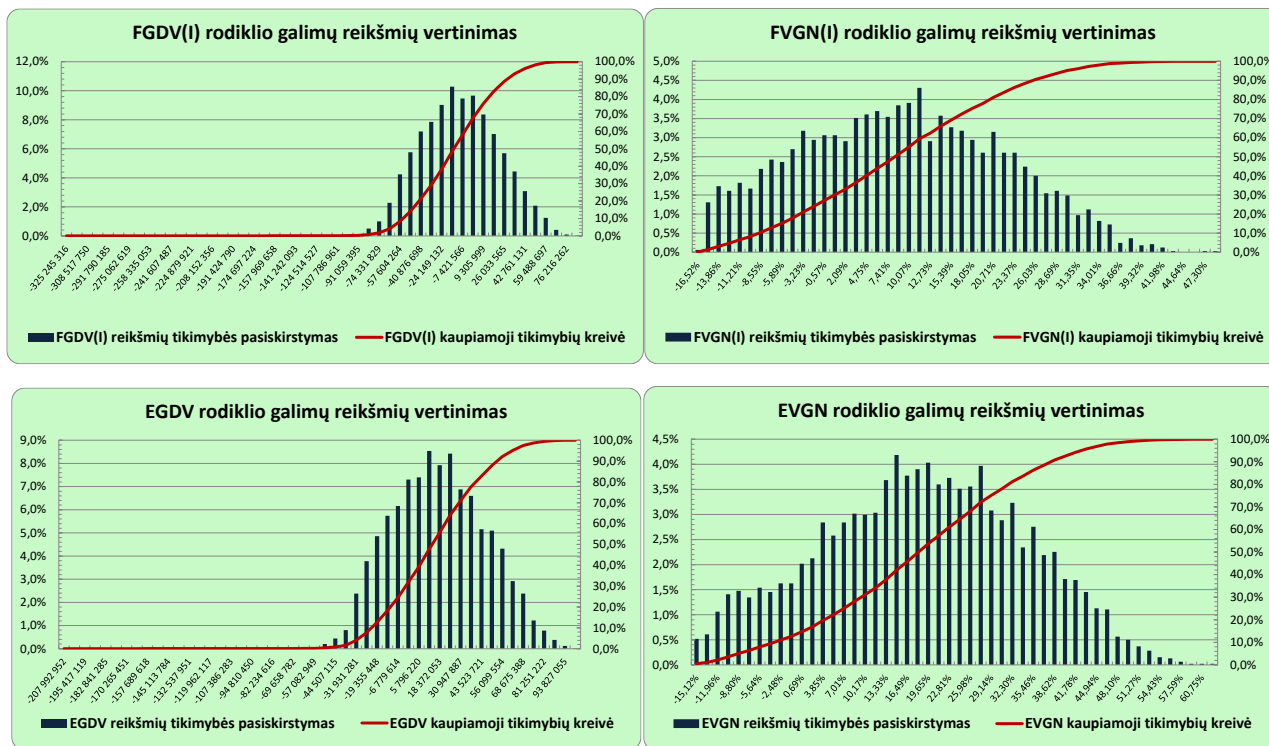 FGDV(I) rodiklio galimų reikšmių vertinimas
12,0%
10,0%
8,0%
6,0%
4,0%
2,0%
0,0%
100,0%
90,0%
80,0%
70,0%
60,0%
50,0%
40,0%
30,0%
20,0%
10,0%
0,0%
-325 245 316
-308 517 750
-291 790 185
-275 062 619
-258 335 053
-241 607 487
-224 879 921
-208 152 356
-191 424 790
-174 697 224
-157 969 658
-141 242 093
-124 514 527
-107 786 961
-91 059 395
-74 331 829
-57 604 264
-40 876 698
-24 149 132
-7 421 566
9 305 999
26 033 565
42 761 131
59 488 697
76 216 262
FGDV(I) reikšmių tikimybės pasiskirstymas
FGDV(I) kaupiamoji tikimybių kreivė
FVGN(I) rodiklio galimų reikšmių vertinimas
5,0%
4,5%
4,0%
3,5%
3,0%
2,5%
2,0%
1,5%
1,0%
0,5%
0,0%
100,0%
90,0%
80,0%
70,0%
60,0%
50,0%
40,0%
30,0%
20,0%
10,0%
0,0%
-16,52%
-13,86%
-11,21%
-8,55%
-5,89%
-3,23%
-0,57%
2,09%
4,75%
7,41%
10,07%
12,73%
15,39%
18,05%
20,71%
23,37%
26,03%
28,69%
31,35%
34,01%
36,66%
39,32%
41,98%
44,64%
47,30%
FVGN(I) reikšmių tikimybės pasiskirstymas
FVGN(I) kaupiamoji tikimybių kreivė
EGDV rodiklio galimų reikšmių vertinimas
9,0%
8,0%
7,0%
6,0%
5,0%
4,0%
3,0%
2,0%
1,0%
0,0%
100,0%
90,0%
80,0%
70,0%
60,0%
50,0%
40,0%
30,0%
20,0%
10,0%
0,0%
-207 992 952
-195 417 119
-182 841 285
-170 265 451
-157 689 618
-145 113 784
-132 537 951
-119 962 117
-107 386 283
-94 810 450
-82 234 616
-69 658 782
-57 082 949
-44 507 115
-31 931 281
-19 355 448
-6 779 614
5 796 220
18 372 053
30 947 887
43 523 721
56 099 554
68 675 388
81 251 222
93 827 055
EGDV reikšmių tikimybės pasiskirstymas
EGDV kaupiamoji tikimybių kreivė
EVGN rodiklio galimų reikšmių vertinimas
4,5%
4,0%
3,5%
3,0%
2,5%
2,0%
1,5%
1,0%
0,5%
0,0%
100,0%
90,0%
80,0%
70,0%
60,0%
50,0%
40,0%
30,0%
20,0%
10,0%
0,0%
-15,12%
-11,96%
-8,80%
-5,64%
-2,48%
0,69%
3,85%
7,01%
10,17%
13,33%
16,49%
19,65%
22,81%
25,98%
29,14%
32,30%
35,46%
38,62%
41,78%
44,94%
48,10%
51,27%
54,43%
57,59%
60,75%
EVGN reikšmių tikimybės pasiskirstymas
EVGN kaupiamoji tikimybių kreivė